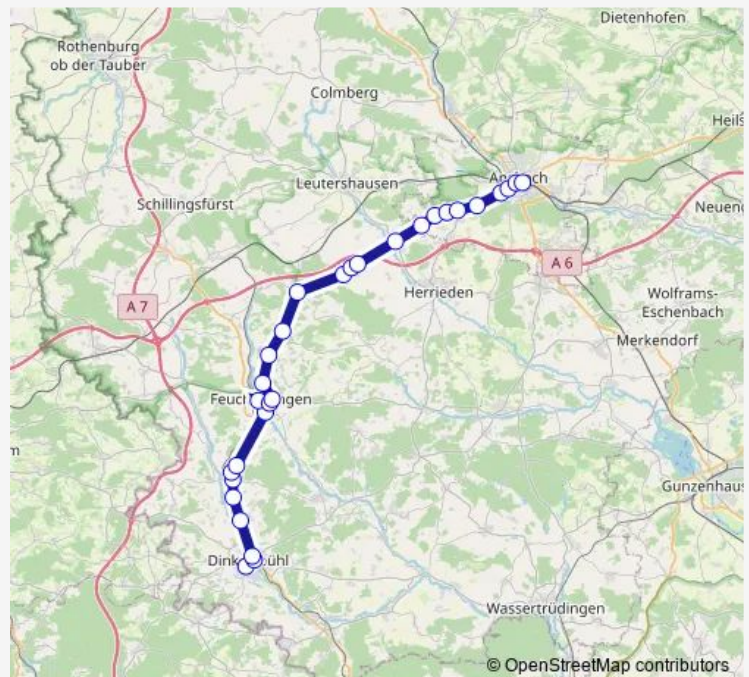 Dietenhofen
Rothenburg
ob der Tauber
Colmberg
Heils
Leutershausen
Schillingsfürst
Neuend
A 6
A 7
Herrieden
Wolframs-
Eschenbach
Merkendorf
m
Gunzenhaus
Wassertrüdingen
© OpenStreetMap contributors